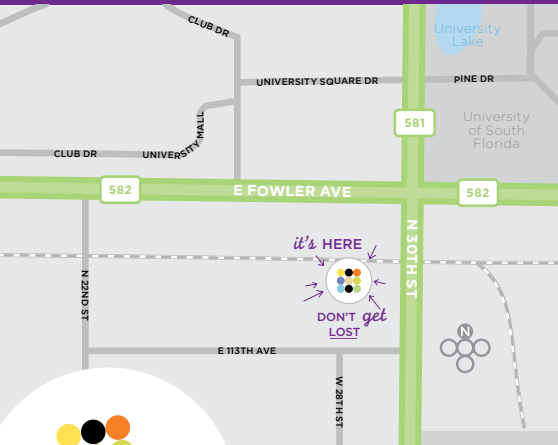 CLUB DR
University
Lake
UNIVERSITY SQUARE DR
PINE DR
581
University
of South
Florida
CLUB DR
UNIVERSITY MALL
582
E FOWLER AVE
582
N 30TH ST
it's HERE
DON'T get
LOST
N 22ND ST
N
E 113TH AVE
W 28TH ST